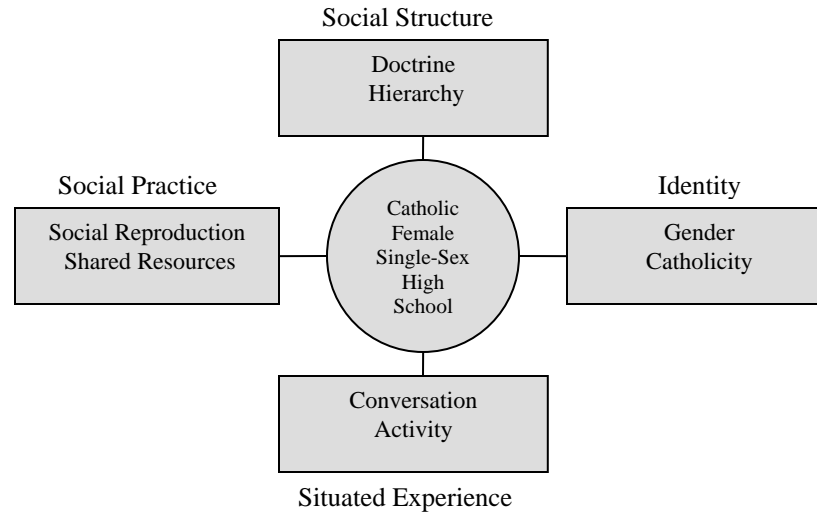 Social Structure
Doctrine
Hierarchy
Social Practice
Social Reproduction
Shared Resources
Catholic
Female
Single-Sex
High
School
Identity
Gender
Catholicity
Conversation
Activity
Situated Experience